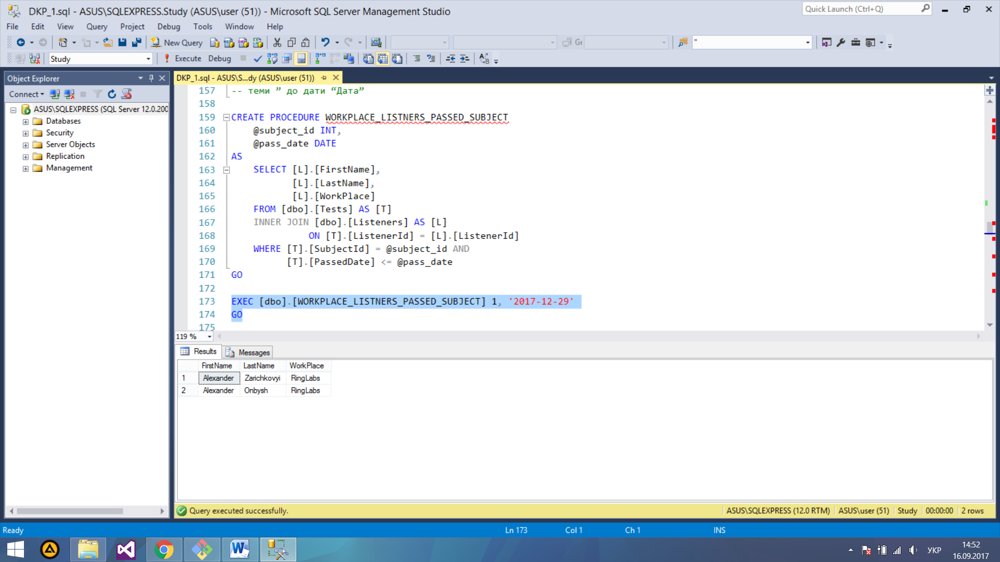 DKP_1.sql - ASUS\SQLEXPRESS.Study (ASUS\user (51)) - Microsoft SQL Server Management Studio
Quick Launch (Ctrl+Q)
File Edit View Query Project Debug Tools Window Help
New Query
"
Study
Execute Debug
Object Explorer
Connect
ASUS\SQLEXPRESS (SQL Server 12.0.200
Databases
Security
Server Objects
Replication
Management
DKP_1.sql - ASUS\S...dy (ASUS\user (51))
157 -- теми ” до дати “Дата”
158
159 CREATE PROCEDURE WORKPLACE_LISTNERS_PASSED_SUBJECT
160 @subject_id INT,
161 @pass_date DATE
162 AS
163 SELECT [L].[FirstName],
164 [L].[LastName],
165 [L].[WorkPlace]
166 FROM [dbo].[Tests] AS [T]
167 INNER JOIN [dbo].[Listeners] AS [L]
168 ON [T].[ListenerId] = [L].[ListenerId]
169 WHERE [T].[SubjectId] = @subject_id AND
170 [T].[PassedDate] <= @pass_date
171 GO
172
173 EXEC [dbo].[WORKPLACE_LISTNERS_PASSED_SUBJECT] 1, '2017-12-29'
174 GO
175
119 %
Results Messages
FirstName LastName WorkPlace
1 Alexander Zarichkovyi RingLabs
2 Alexander Onbysh RingLabs
Query executed successfully.
ASUS\SQLEXPRESS (12.0 RTM) ASUS\user (51) Study 00:00:00 2 rows
Ready Ln 173 Col 1 Ch 1 INS
УКР
14:52
16.09.2017